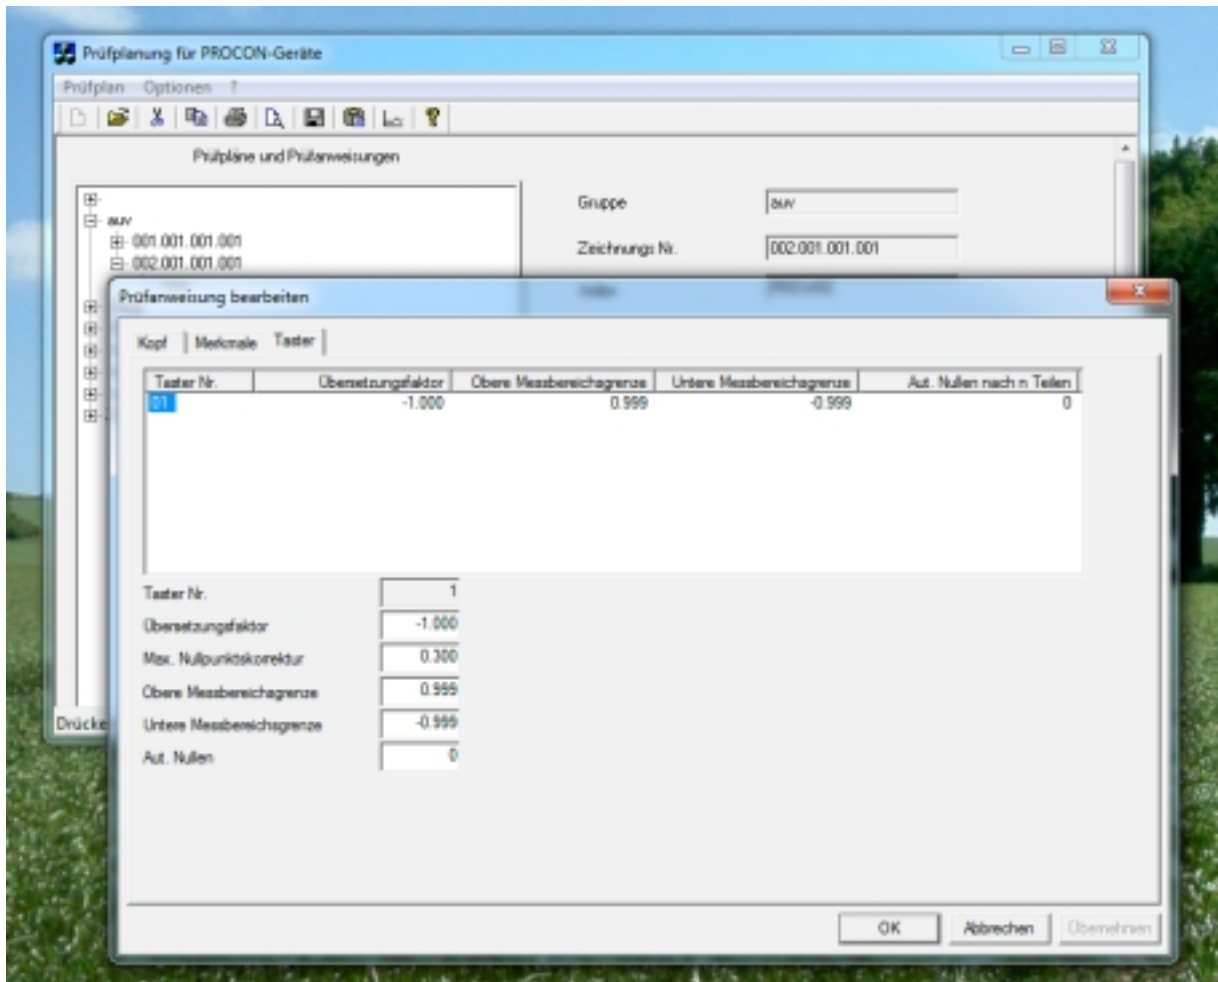 Prüfplanung für PROCON-Geräte
Prüfplan Optionen ?
Prüfpläne und Prüfanweisungen
auv
001.001.001.001
002.001.001.001
Gruppe auv
Zeichnungs Nr. 002.001.001.001
Prüfanweisung bearbeiten
Kopf Merkmale Taster
Taster Nr. Übersetzungsfaktor Obere Messbereichsgrenze Untere Messbereichsgrenze Aut. Nullen nach n Teilen
01 -1.000 0.999 -0.999 0
Taster Nr. 1
Übersetzungsfaktor -1.000
Max. Nullpunktskorrektur 0.300
Obere Messbereichsgrenze 0.999
Untere Messbereichsgrenze -0.999
Aut. Nullen 0
Drücke
OK Abbrechen Übernehmen